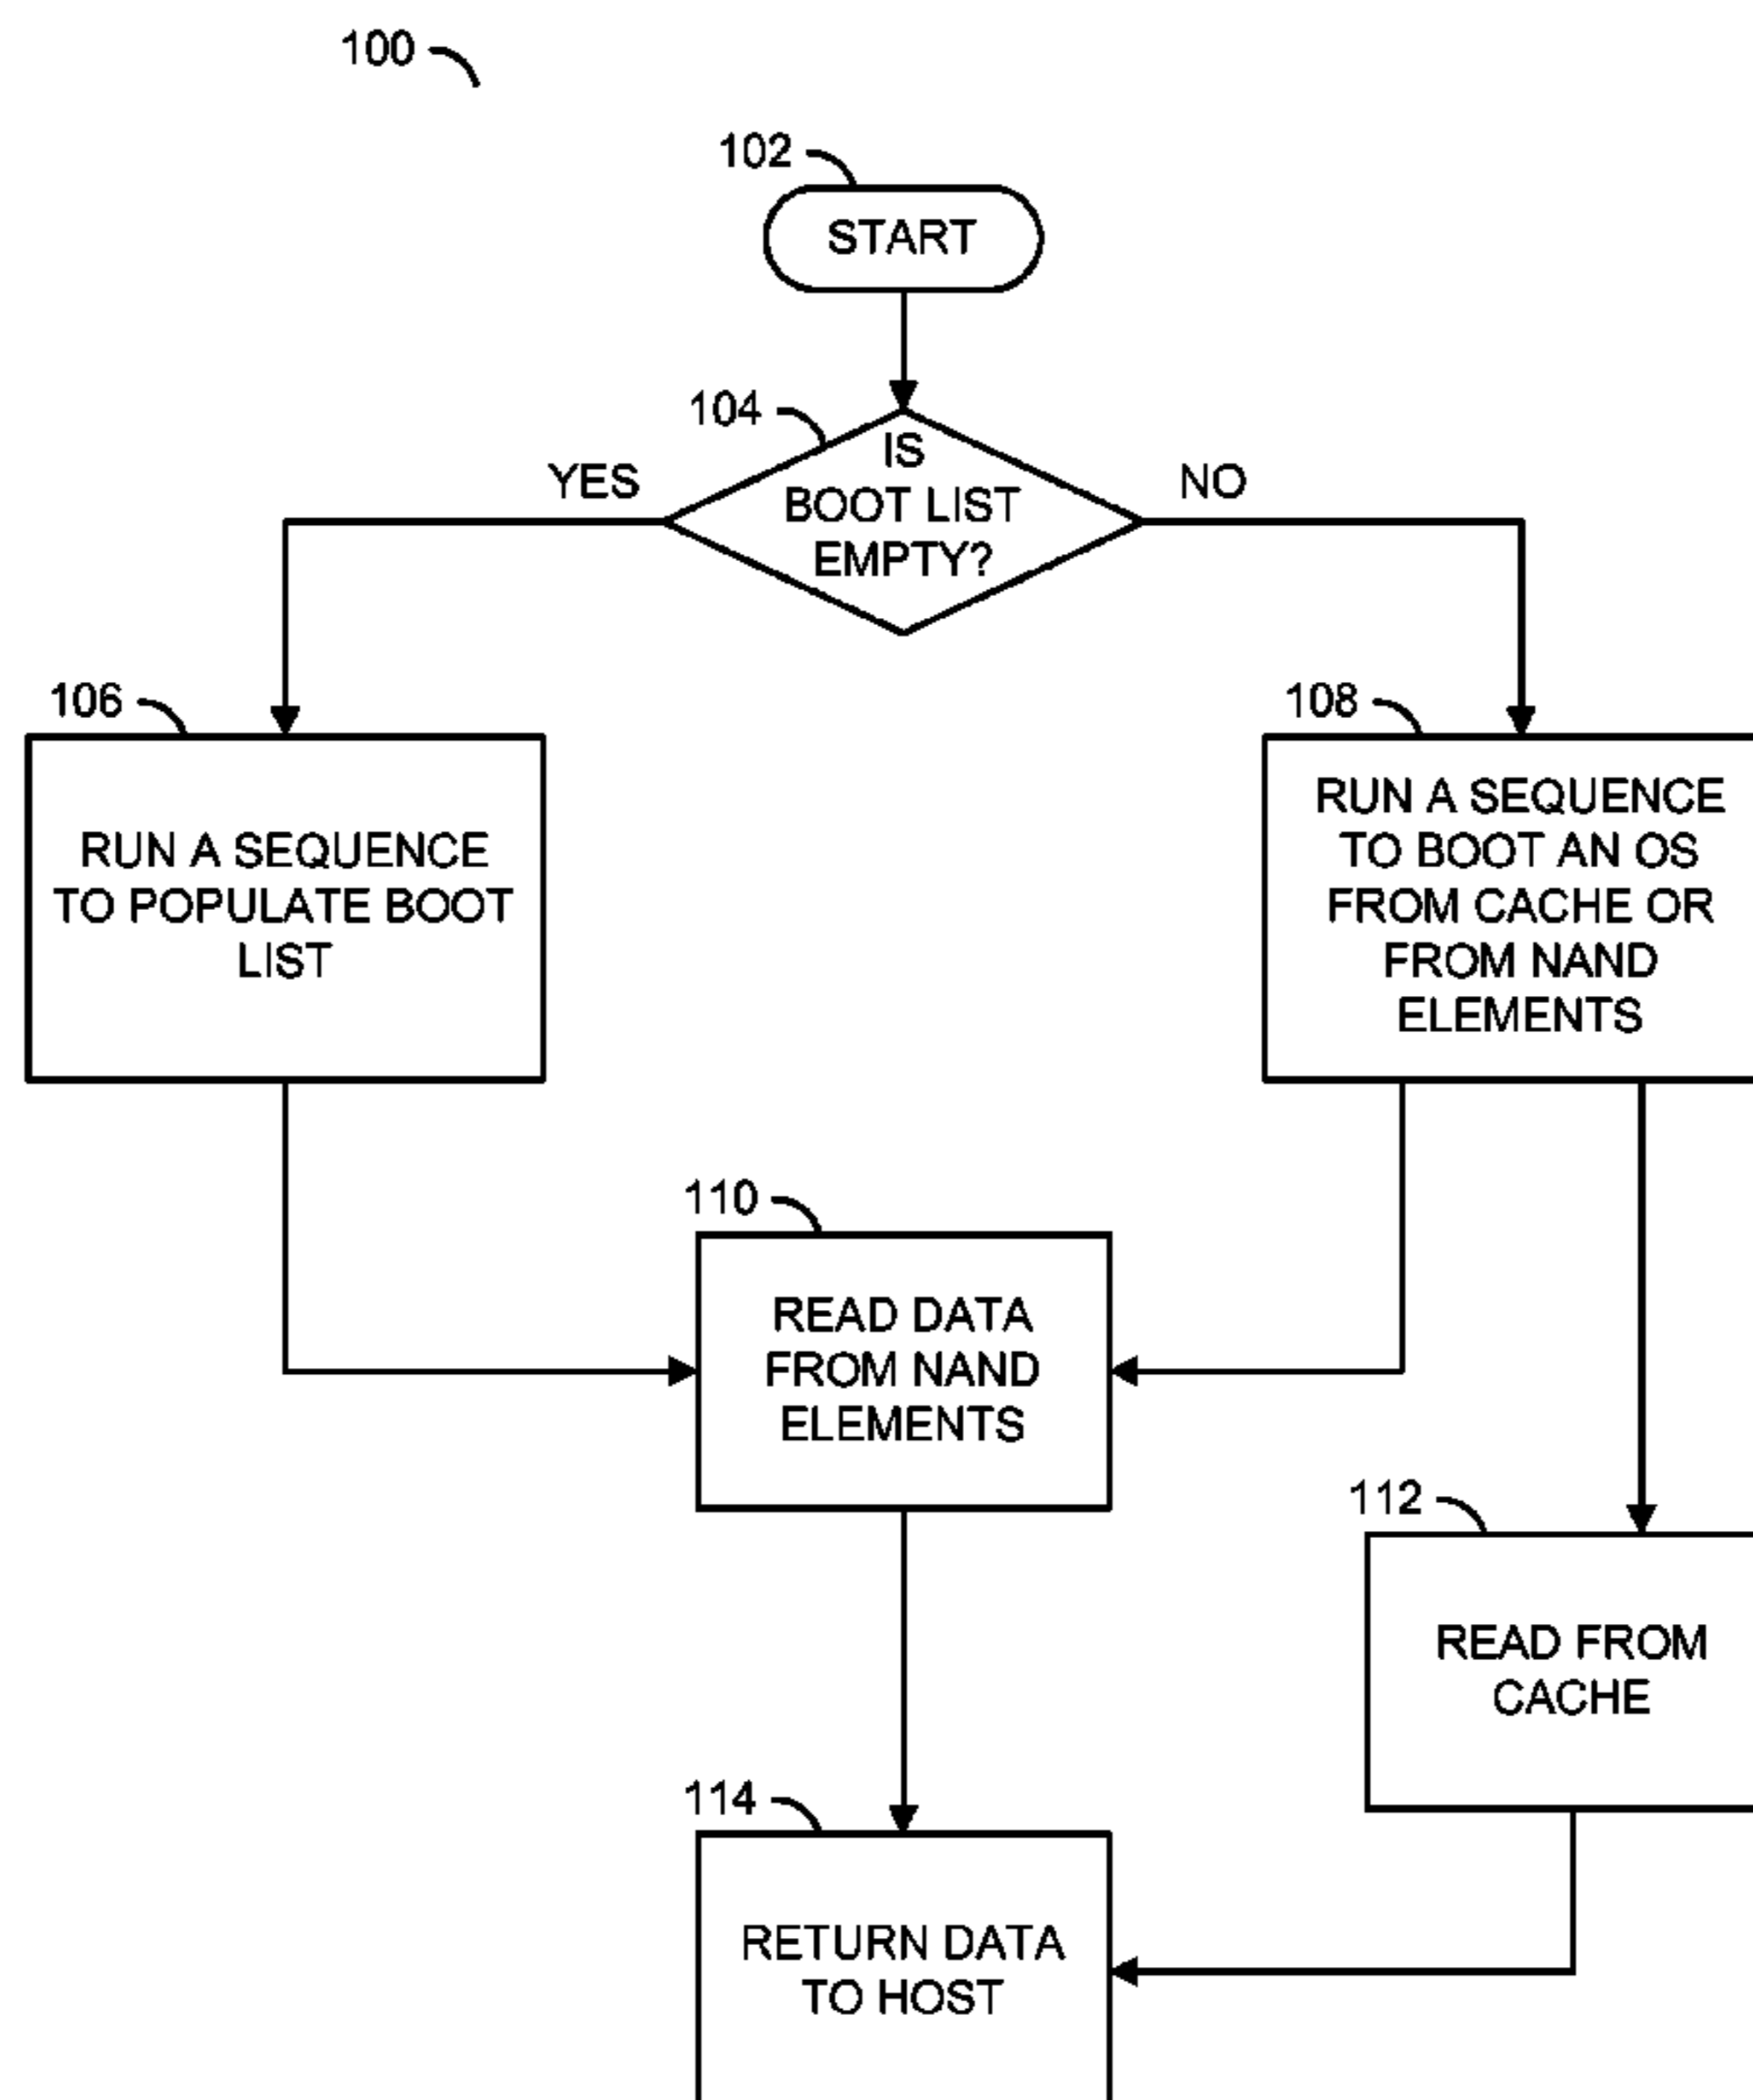 100
102
START
104
IS
BOOT LIST
EMPTY?
YES
NO
106
RUN A SEQUENCE
TO POPULATE BOOT
LIST
108
RUN A SEQUENCE
TO BOOT AN OS
FROM CACHE OR
FROM NAND
ELEMENTS
110
READ DATA
FROM NAND
ELEMENTS
112
READ FROM
CACHE
114
RETURN DATA
TO HOST